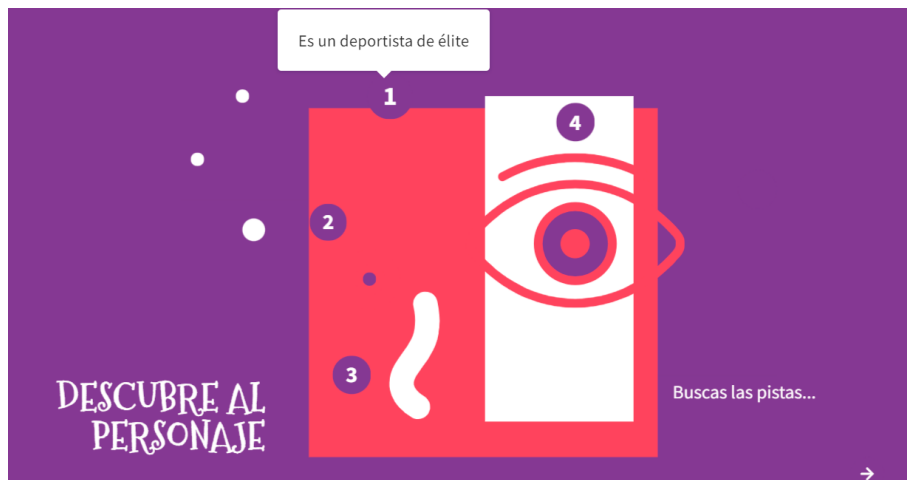 Es un deportista de élite
1
4
2
3
DESCUBRE AL
PERSONAJE
Buscas las pistas...